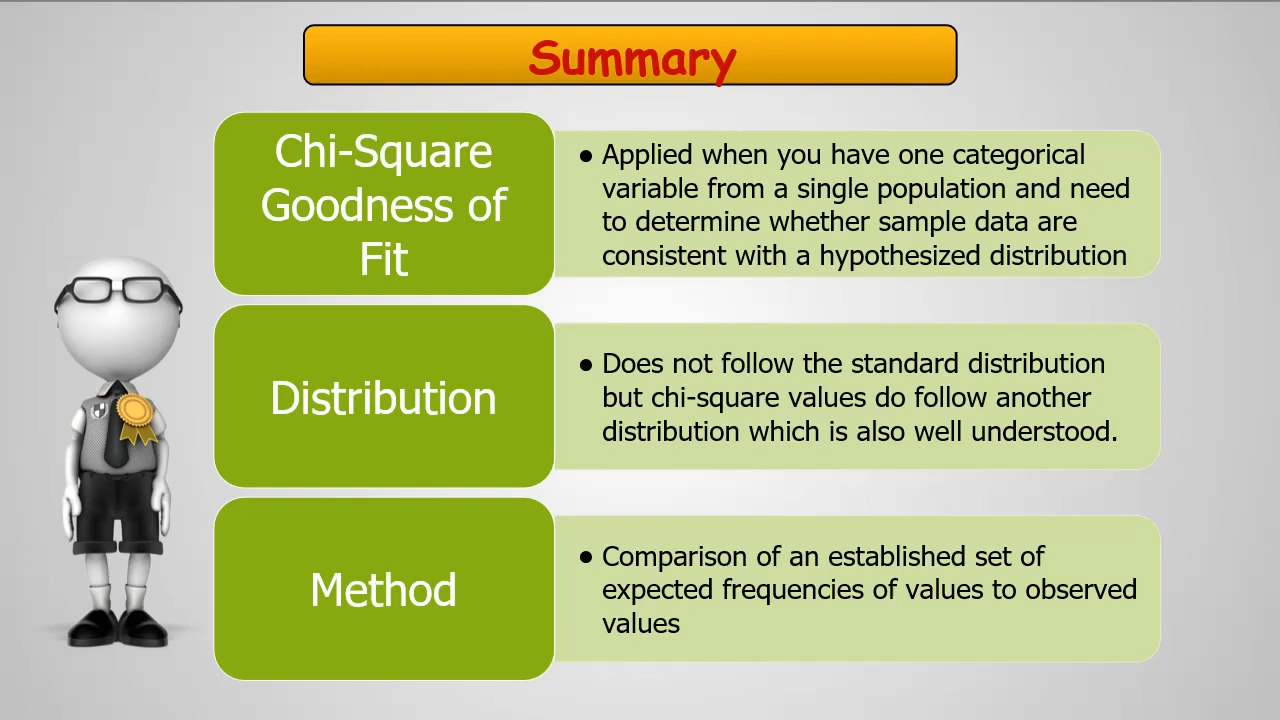 Summary
Chi-Square
Goodness of
Fit
● Applied when you have one categorical
variable from a single population and need
to determine whether sample data are
consistent with a hypothesized distribution
Distribution
● Does not follow the standard distribution
but chi-square values do follow another
distribution which is also well understood.
Method
● Comparison of an established set of
expected frequencies of values to observed
values